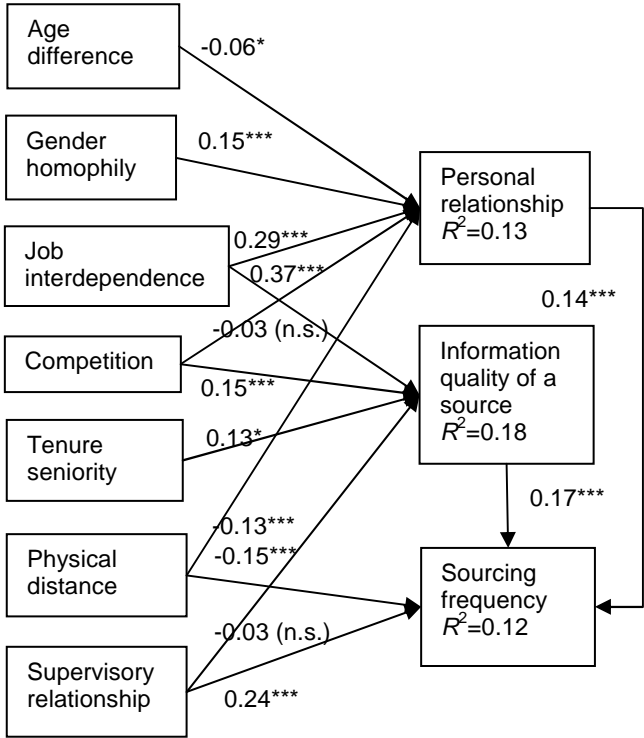 Age
difference
-0.06*
Gender
homophily
0.15***
Personal
relationship
R²=0.13
Job
interdependence
0.29***
0.37***
0.14***
Competition
-0.03 (n.s.)
0.15***
Information
quality of a
source
R²=0.18
Tenure
seniority
0.13*
0.17***
Physical
distance
-0.13***
-0.15***
Sourcing
frequency
R²=0.12
Supervisory
relationship
-0.03 (n.s.)
0.24***